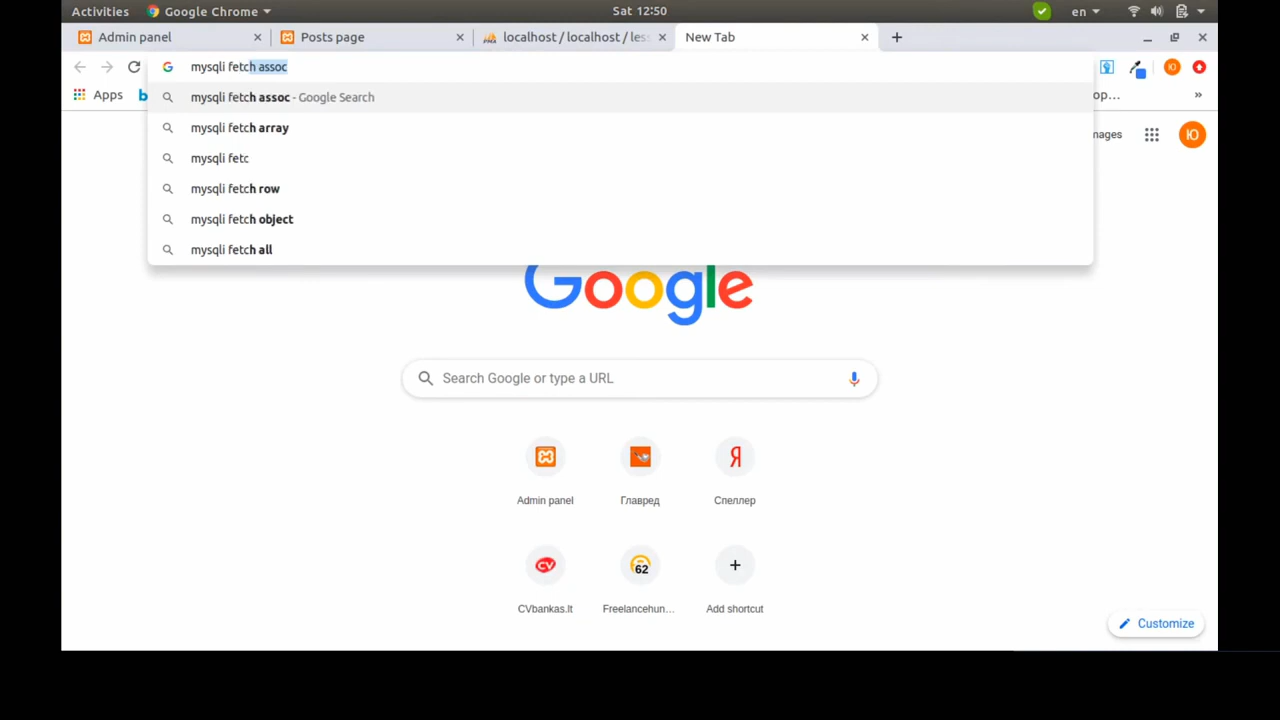 Activities Google Chrome Sat 12:50 en
Admin panel Posts page localhost / localhost / les New Tab
mysqli fetch assoc
Apps b op... »
mysqli fetch assoc - Google Search
mysqli fetch array
mysqli fetc
mysqli fetch row
mysqli fetch object
mysqli fetch all
nages Ю
Google
Search Google or type a URL
Я
Admin panel Главред Спеллер
CV 62
CVbankas.lt Freelancehun... Add shortcut
Customize